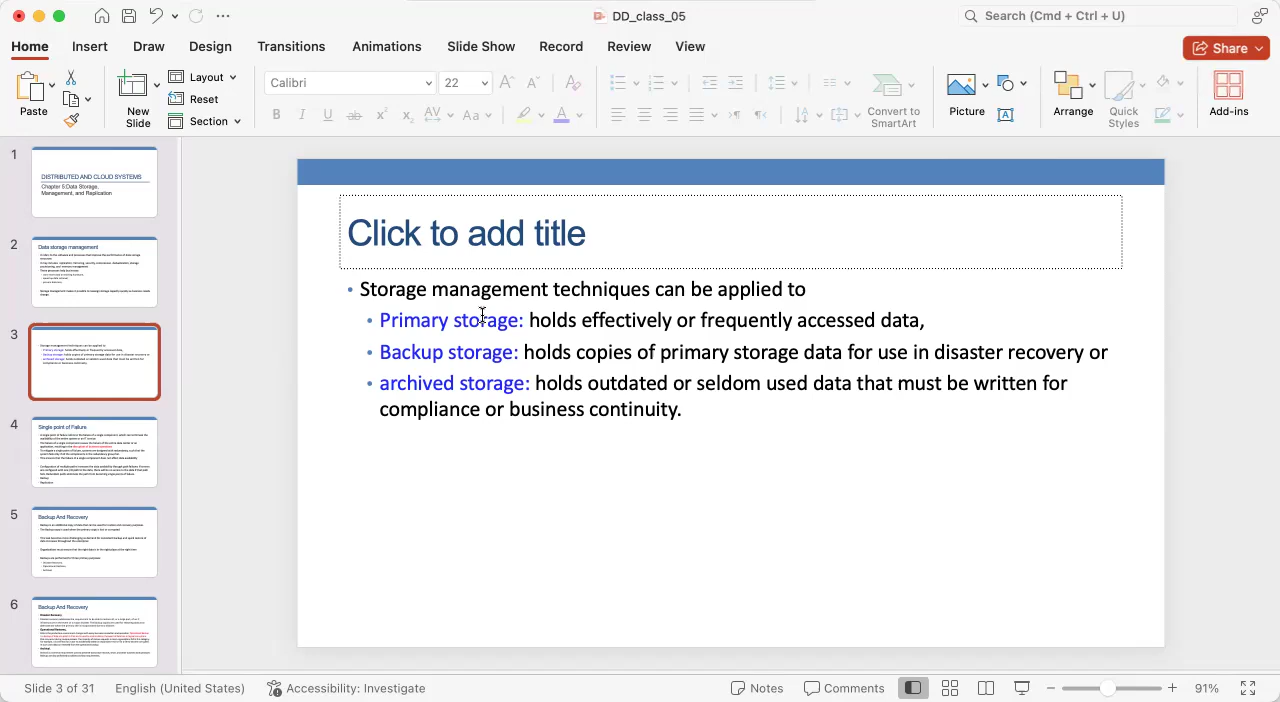 DD_class_05
Search (Cmd + Ctrl + U)
Home Insert Draw Design Transitions Animations Slide Show Record Review View Share
Paste
New Slide
Layout
Reset
Section
Calibri 22
Convert to SmartArt
Picture
Arrange
Quick Styles
Add-ins
1
DISTRIBUTED AND CLOUD SYSTEMS
Chapter 5:Data Storage,
Management, and Replication
2
Data storage management
3
4
Single point of Failure
5
Backup And Recovery
6
Backup And Recovery
Click to add title
• Storage management techniques can be applied to
• Primary storage: holds effectively or frequently accessed data,
• Backup storage: holds copies of primary storage data for use in disaster recovery or
• archived storage: holds outdated or seldom used data that must be written for
compliance or business continuity.
Slide 3 of 31 English (United States) Accessibility: Investigate Notes Comments 91%